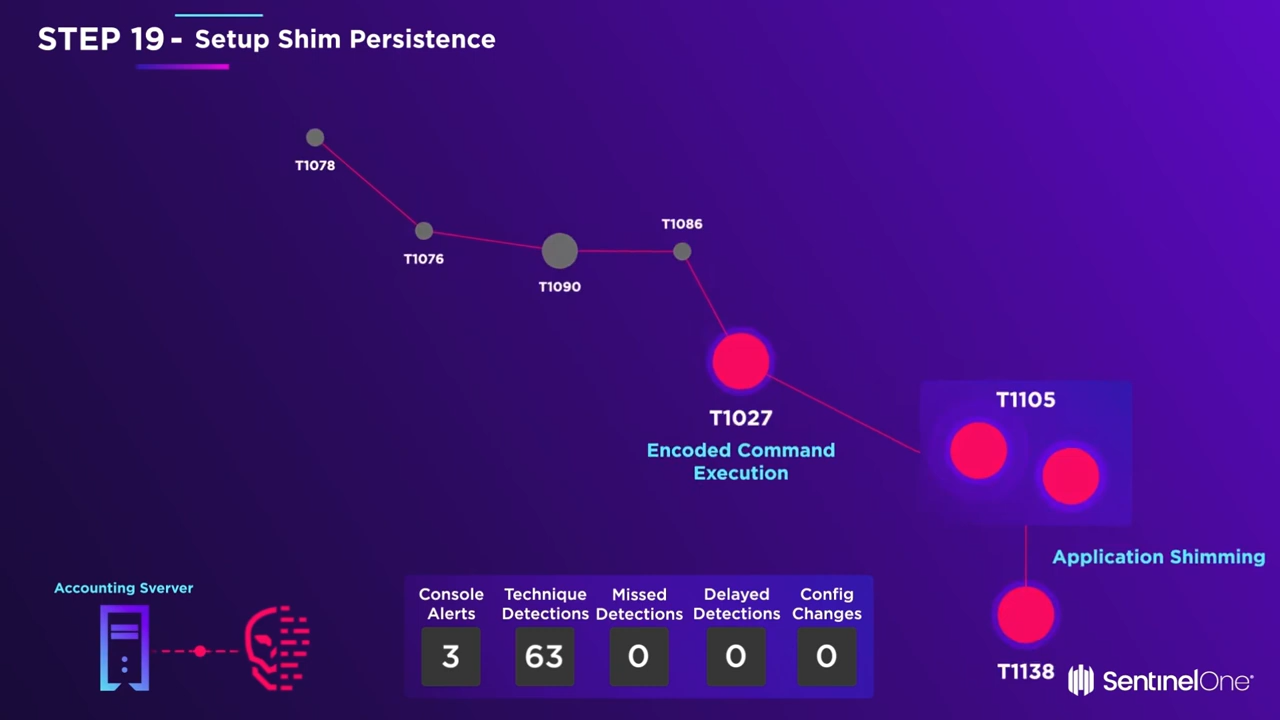 STEP 19 - Setup Shim Persistence
T1078
T1076
T1090
T1086
T1027
Encoded Command
Execution
T1105
Application Shimming
T1138
Accounting Sverver
Console
Alerts
3
Technique
Detections
63
Missed
Detections
0
Delayed
Detections
0
Config
Changes
0
SentinelOne